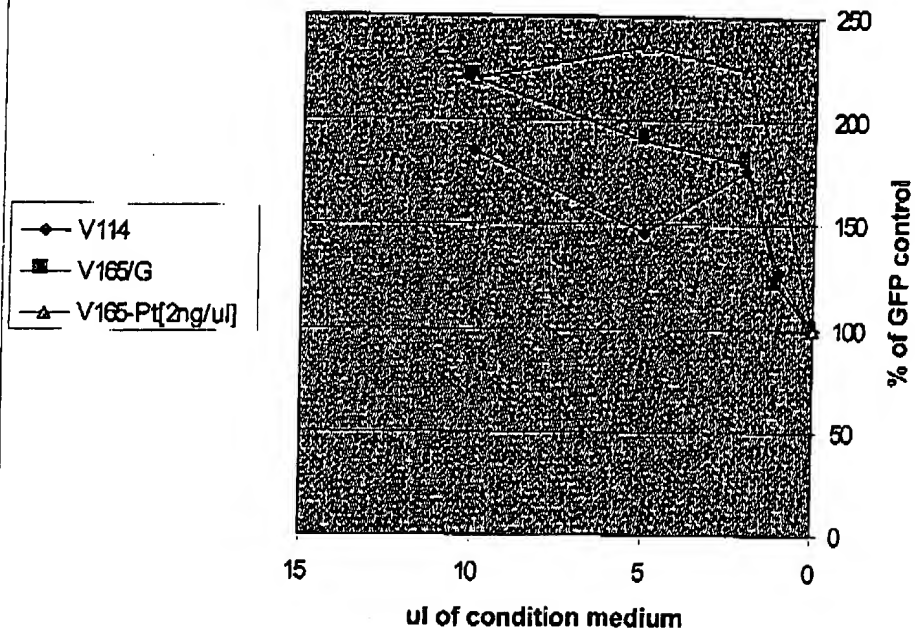 V114
V165/G
V165-Pt[2ng/ul]
250
200
150
100
50
0
% of GFP control
15 10 5 0
ul of condition medium